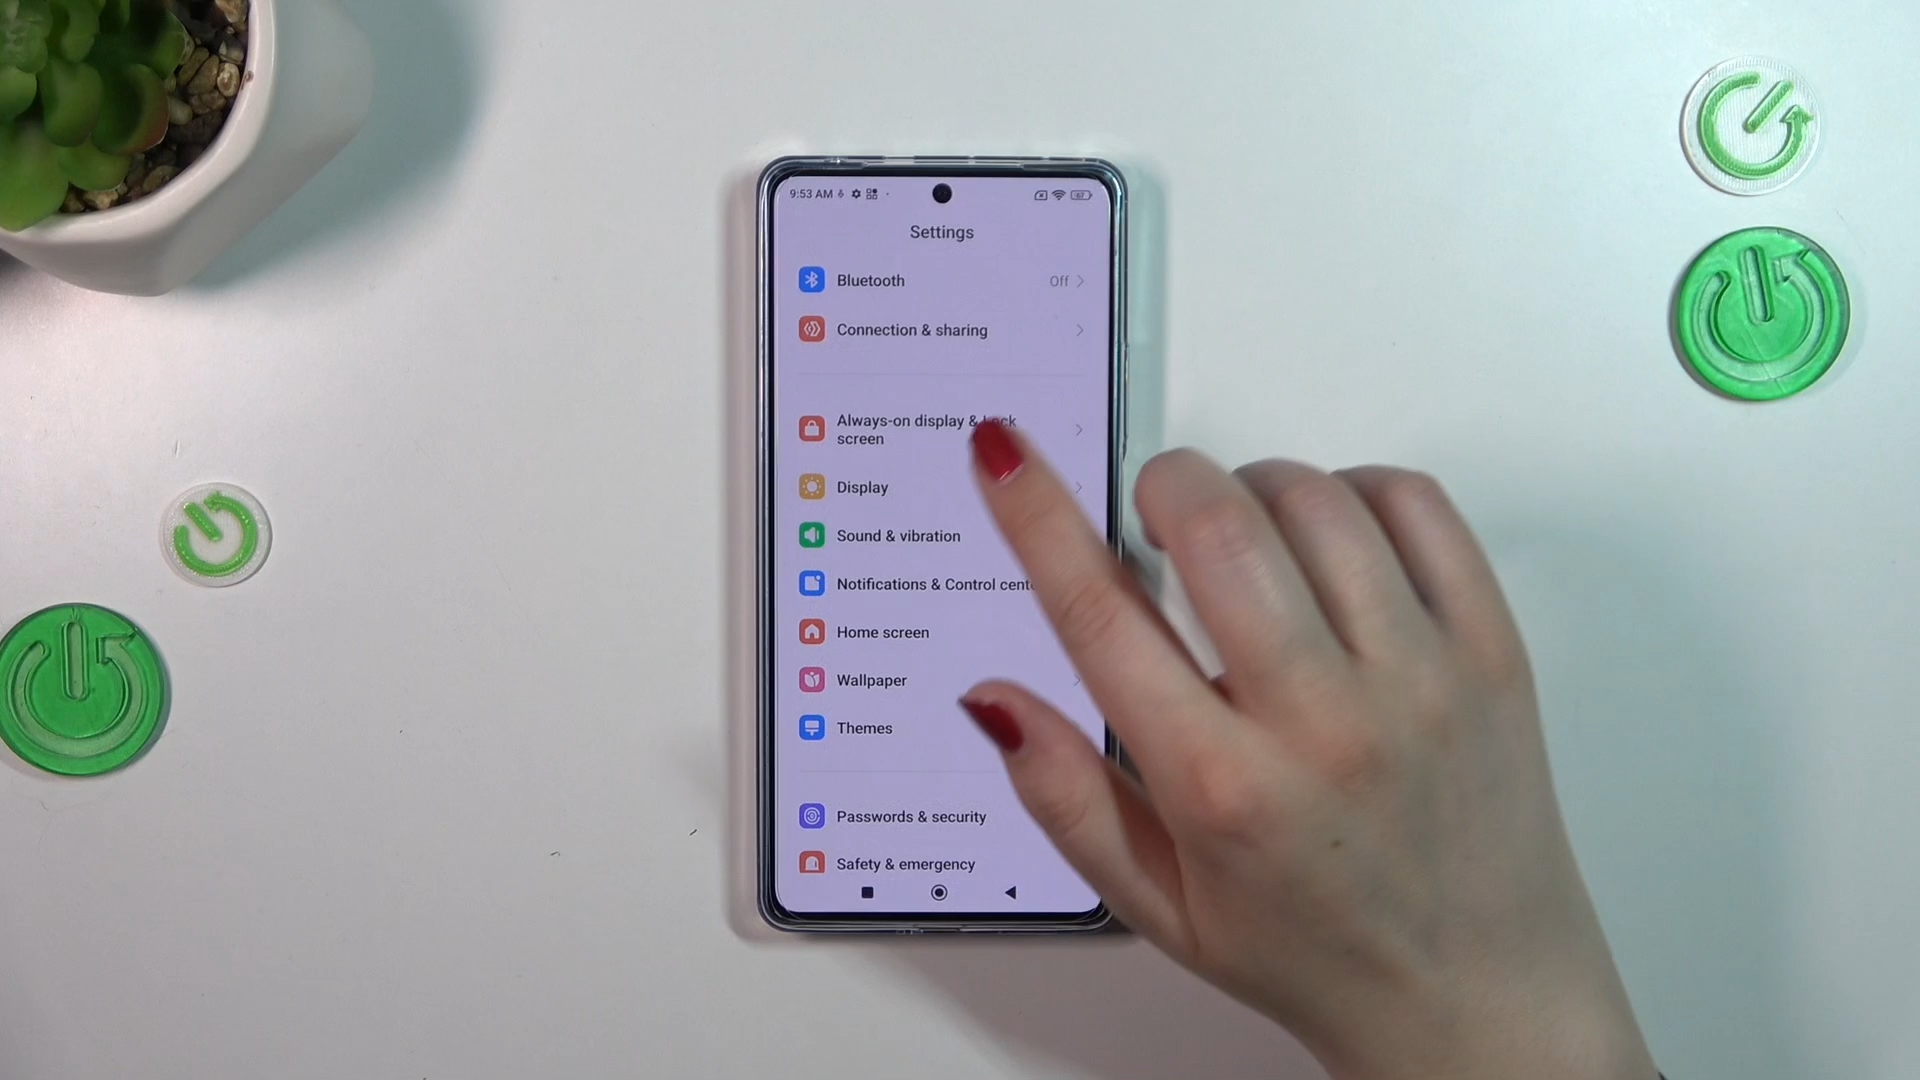 9:53 AM
Settings
Bluetooth Off
Connection & sharing
Always-on display &
screen
Display
Sound & vibration
Notifications & Control
Home screen
Wallpaper
Themes
Passwords & security
Safety & emergency